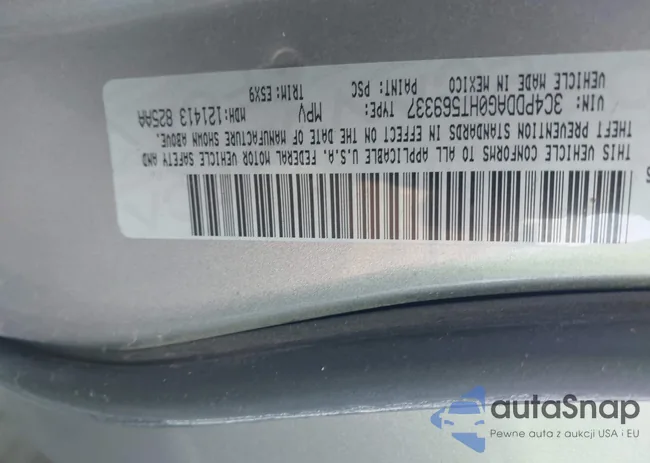 THIS VEHICLE CONFORMS TO ALL APPLICABLE U.S.A. FEDERAL MOTOR VEHICLE SAFETY AND
THEFT PREVENTION STANDARDS IN EFFECT ON THE DATE OF MANUFACTURE SHOWN ABOVE.
VIN: 3C4PDDAG0HT569337 TYPE: MPV MDH: 121413 825AA
VEHICLE MADE IN MEXICO PAINT: PSC TRIM: E5X9
autaSnap
Pewne auta z aukcji USA i EU